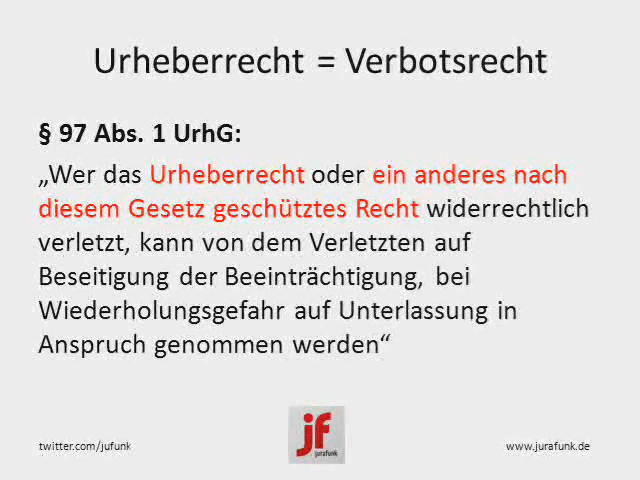 Urheberrecht = Verbotsrecht
§ 97 Abs. 1 UrhG:
„Wer das Urheberrecht oder ein anderes nach
diesem Gesetz geschütztes Recht widerrechtlich
verletzt, kann von dem Verletzten auf
Beseitigung der Beeinträchtigung, bei
Wiederholungsgefahr auf Unterlassung in
Anspruch genommen werden“
jf
jurafunk
twitter.com/jufunk
www.jurafunk.de